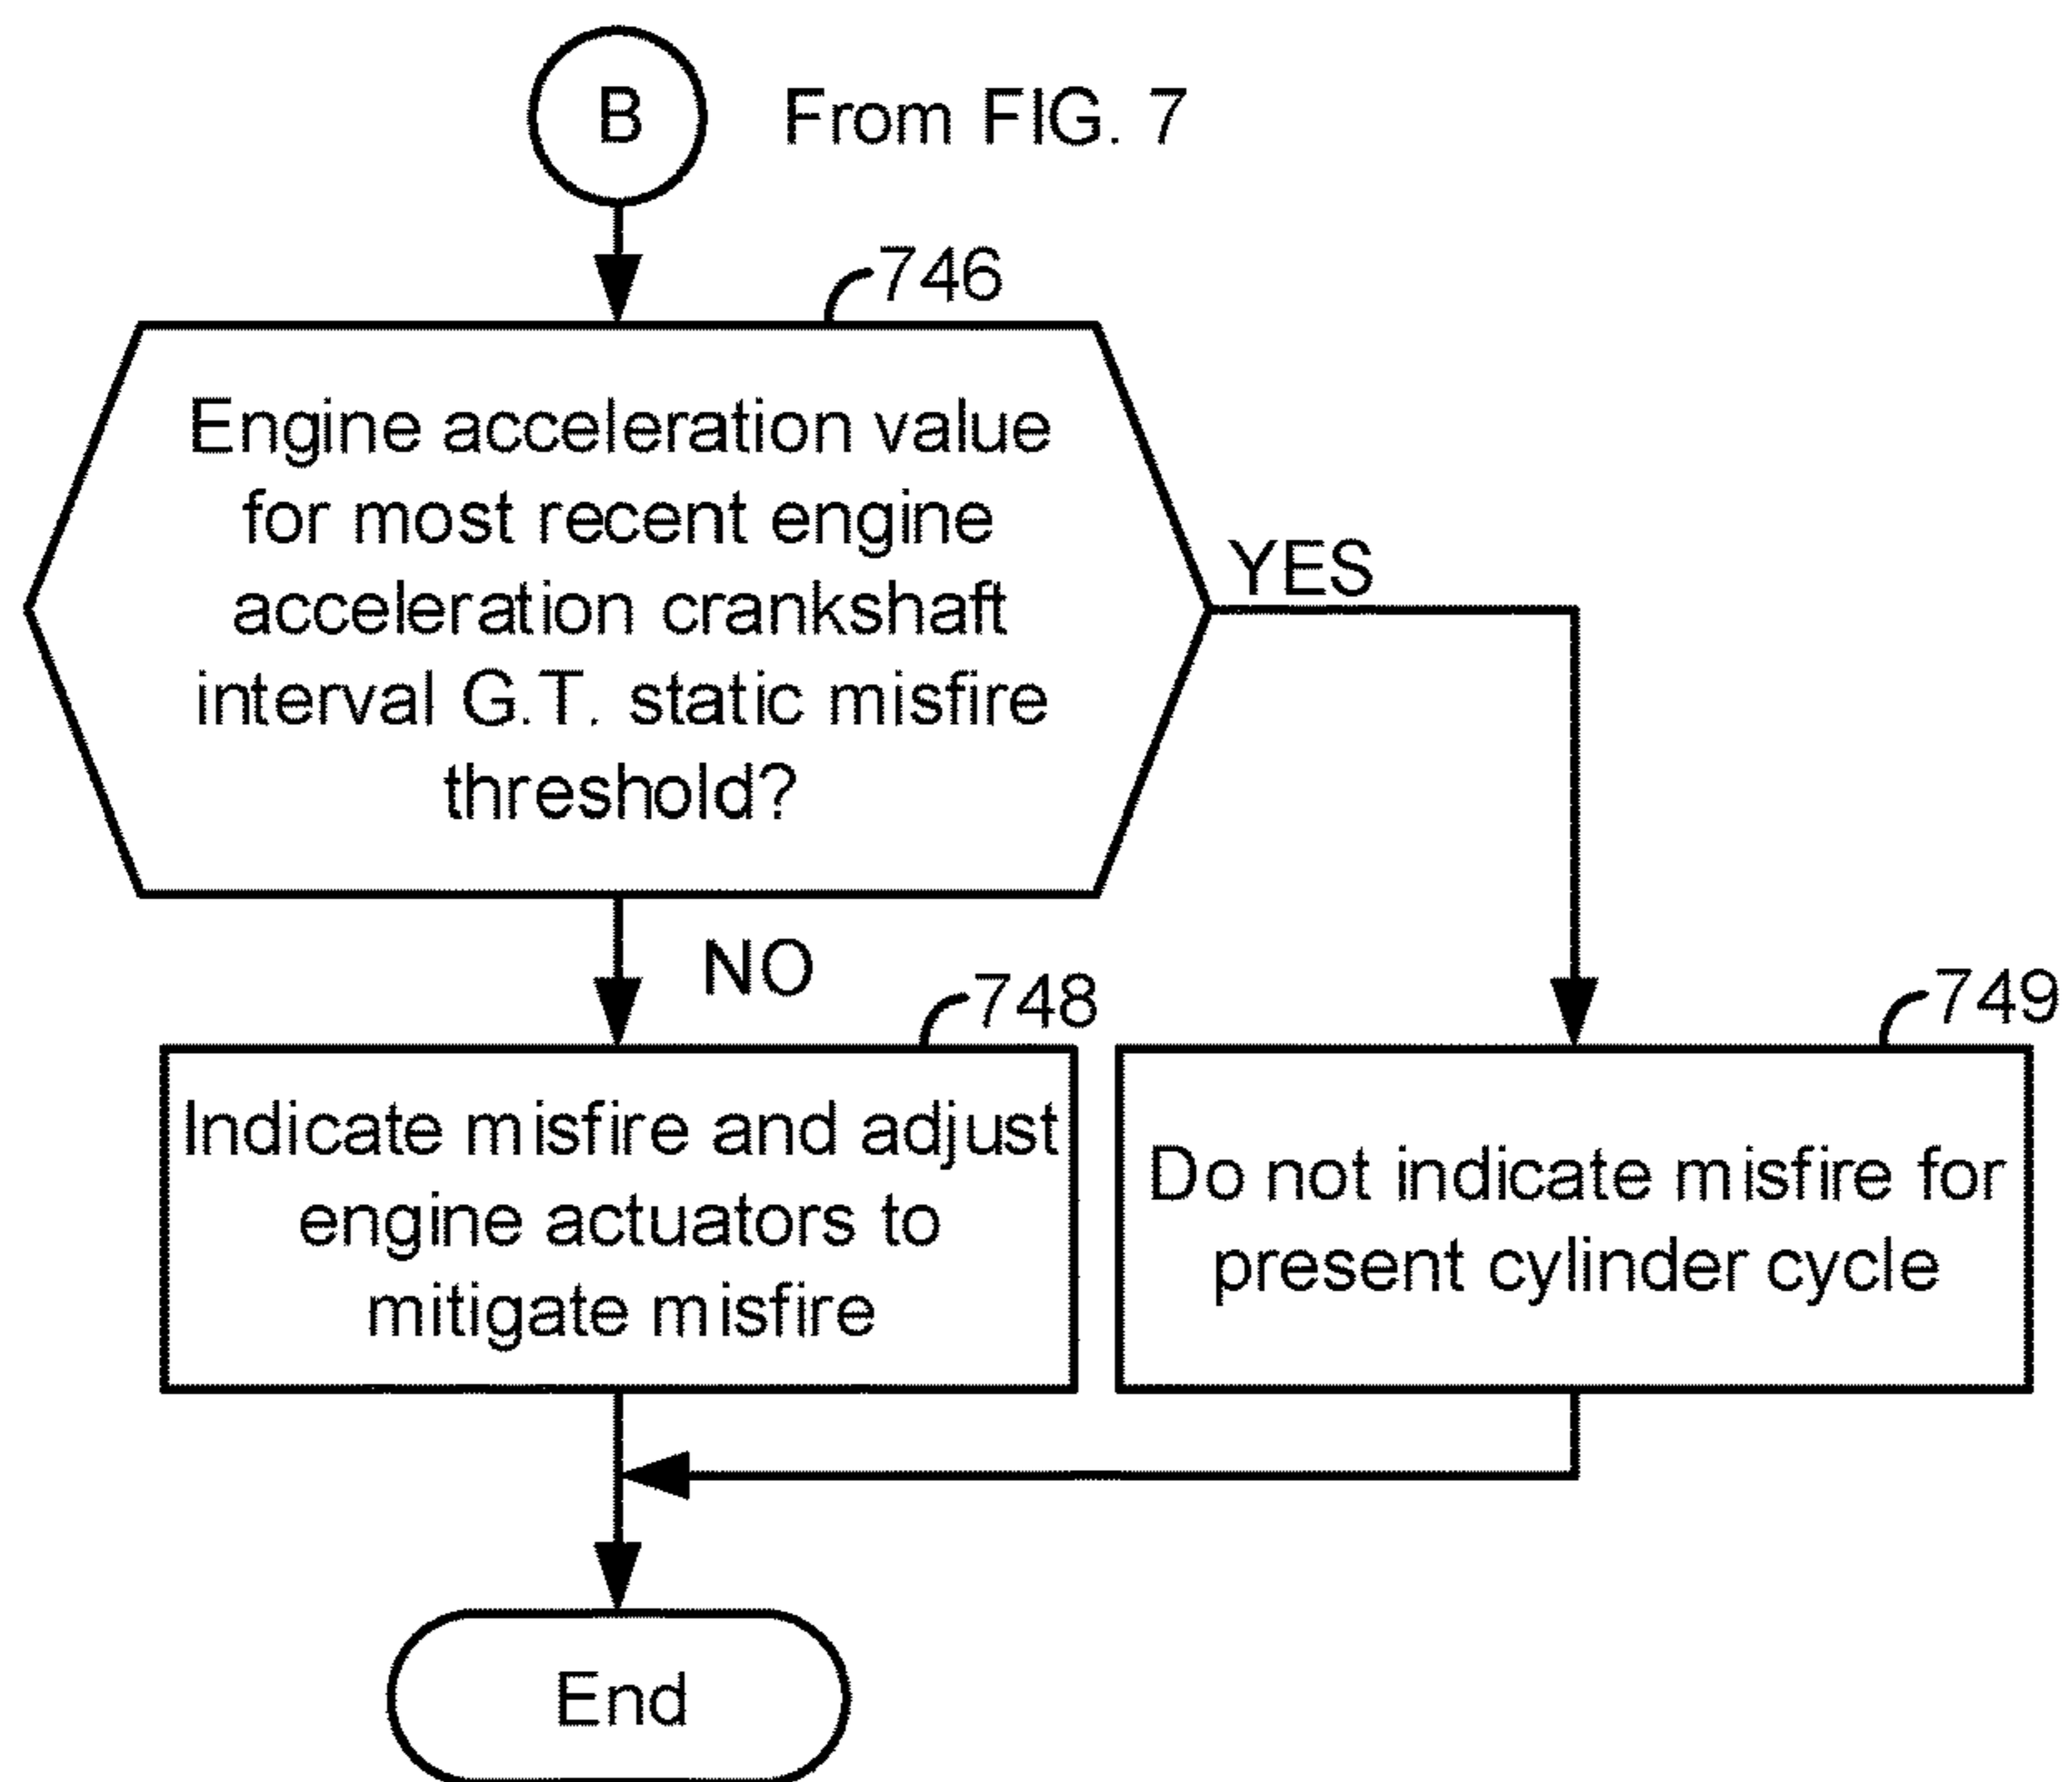 B
From FIG. 7
746
Engine acceleration value
for most recent engine
acceleration crankshaft
interval G.T. static misfire
threshold?
YES
NO
748
Indicate misfire and adjust
engine actuators to
mitigate misfire
749
Do not indicate misfire for
present cylinder cycle
End